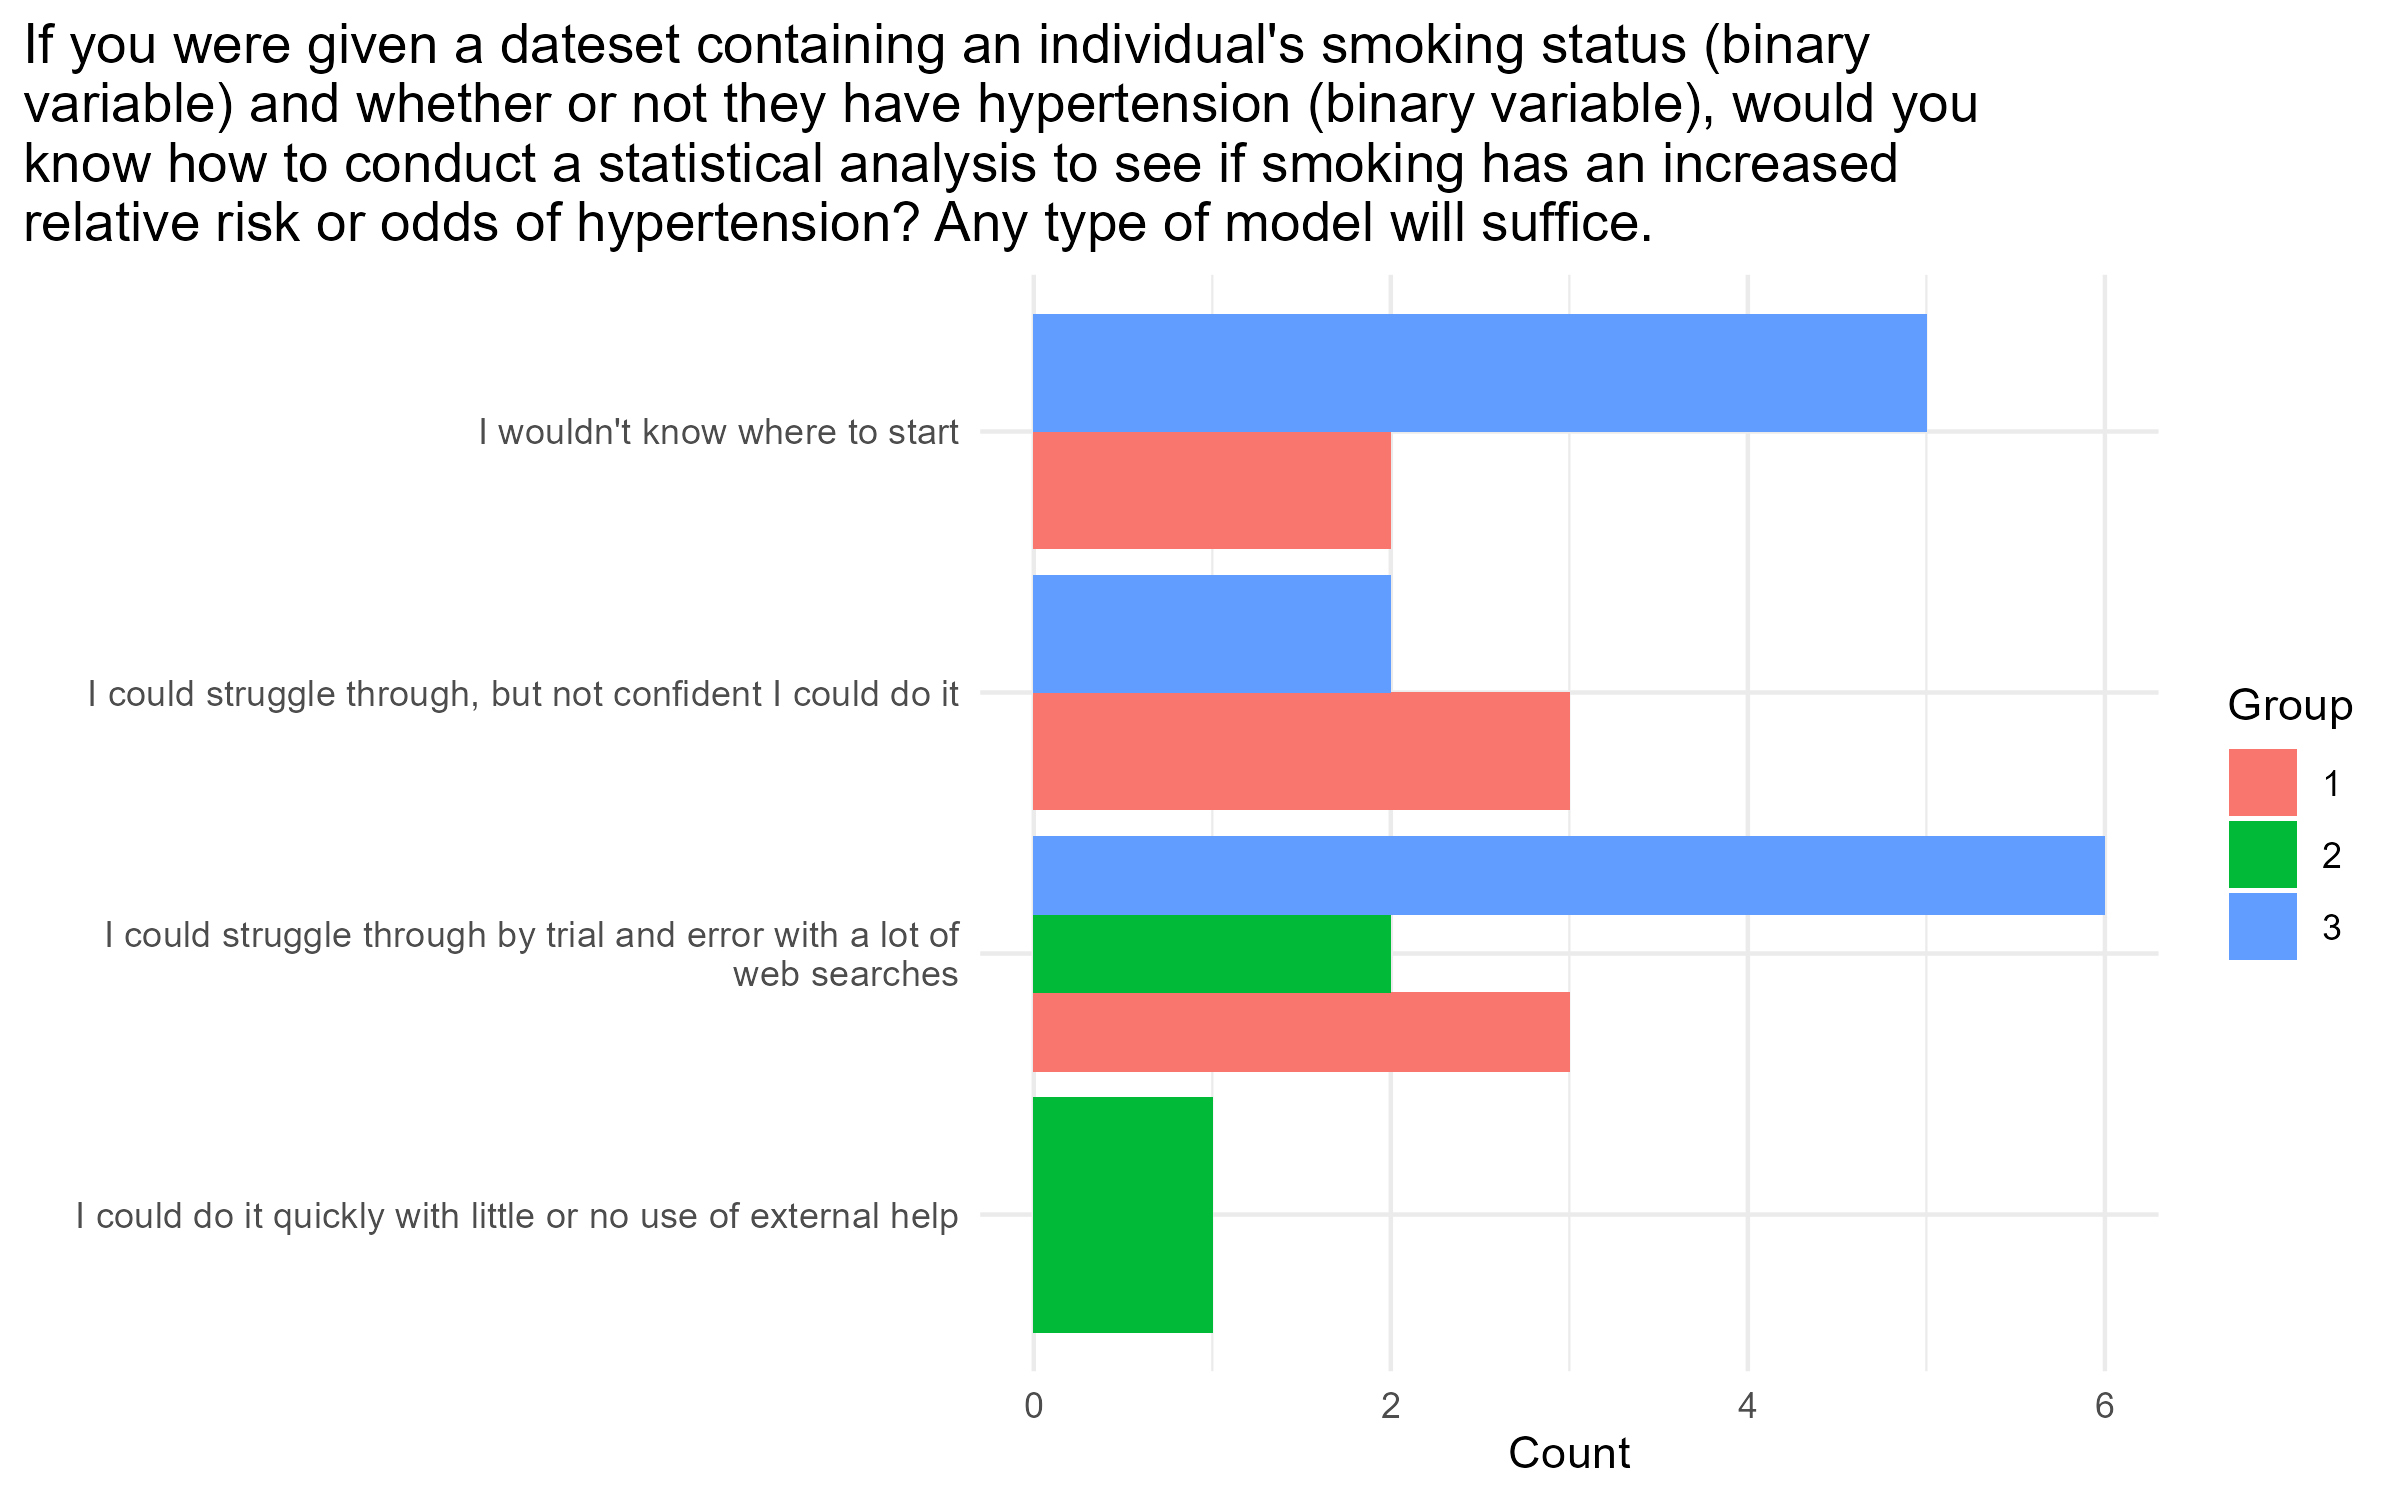 If you were given a dateset containing an individual's smoking status (binary
variable) and whether or not they have hypertension (binary variable), would you
know how to conduct a statistical analysis to see if smoking has an increased
relative risk or odds of hypertension? Any type of model will suffice.
I wouldn't know where to start
I could struggle through, but not confident I could do it
I could struggle through by trial and error with a lot of
web searches
I could do it quickly with little or no use of external help
0
2
4
6
Count
Group
1
2
3